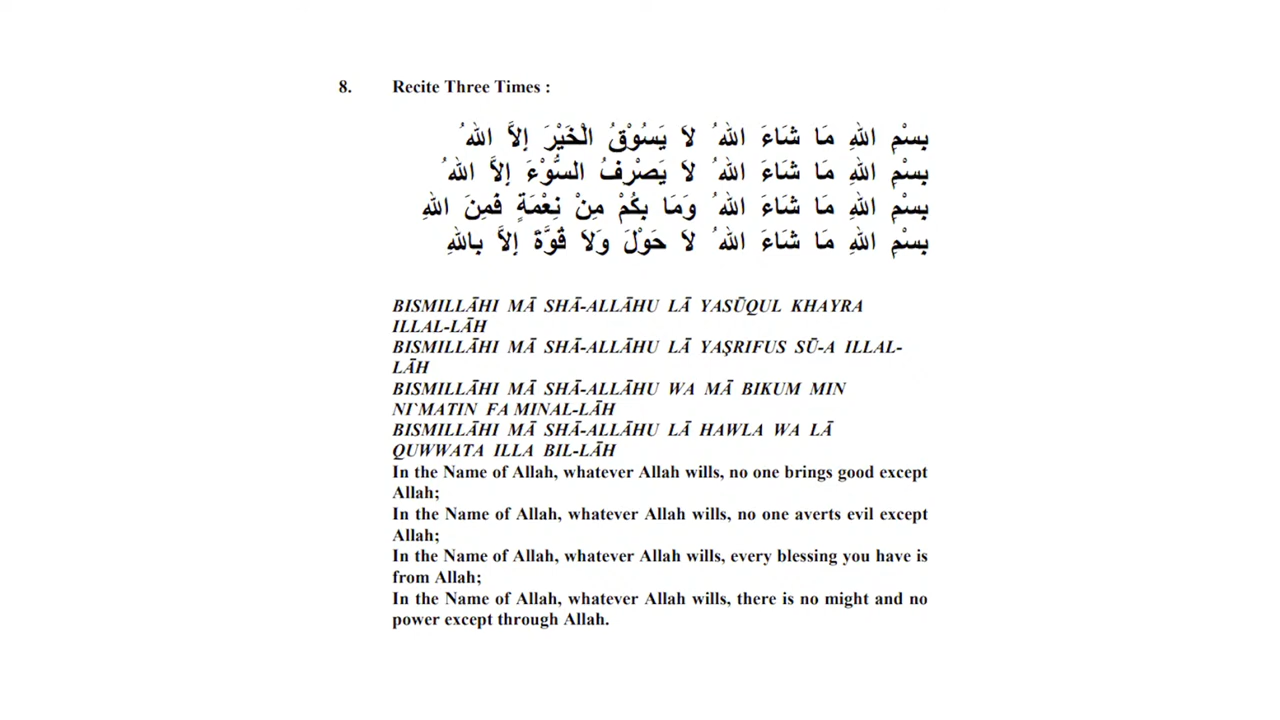 8. Recite Three Times :
بِسْمِ اللهِ مَا شَاءَ اللهُ لاَ يَسُوْقُ الْخَيْرَ إِلاَّ اللهُ
بِسْمِ اللهِ مَا شَاءَ اللهُ لاَ يَصْرِفُ السُّوْءَ إِلاَّ اللهُ
بِسْمِ اللهِ مَا شَاءَ اللهُ وَمَا بِكُمْ مِنْ نِعْمَةٍ فَمِنَ اللهِ
بِسْمِ اللهِ مَا شَاءَ اللهُ لاَ حَوْلَ وَلاَ قُوَّةَ إِلاَّ بِاللهِ
BISMILLĀHI MĀ SHĀ-ALLĀHU LĀ YASŪQUL KHAYRA
ILLAL-LĀH
BISMILLĀHI MĀ SHĀ-ALLĀHU LĀ YAŞRIFUS SŪ-A ILLAL-
LĀH
BISMILLĀHI MĀ SHĀ-ALLĀHU WA MĀ BIKUM MIN
NI`MATIN FA MINAL-LĀH
BISMILLĀHI MĀ SHĀ-ALLĀHU LĀ HAWLA WA LĀ
QUWWATA ILLA BIL-LĀH
In the Name of Allah, whatever Allah wills, no one brings good except
Allah;
In the Name of Allah, whatever Allah wills, no one averts evil except
Allah;
In the Name of Allah, whatever Allah wills, every blessing you have is
from Allah;
In the Name of Allah, whatever Allah wills, there is no might and no
power except through Allah.